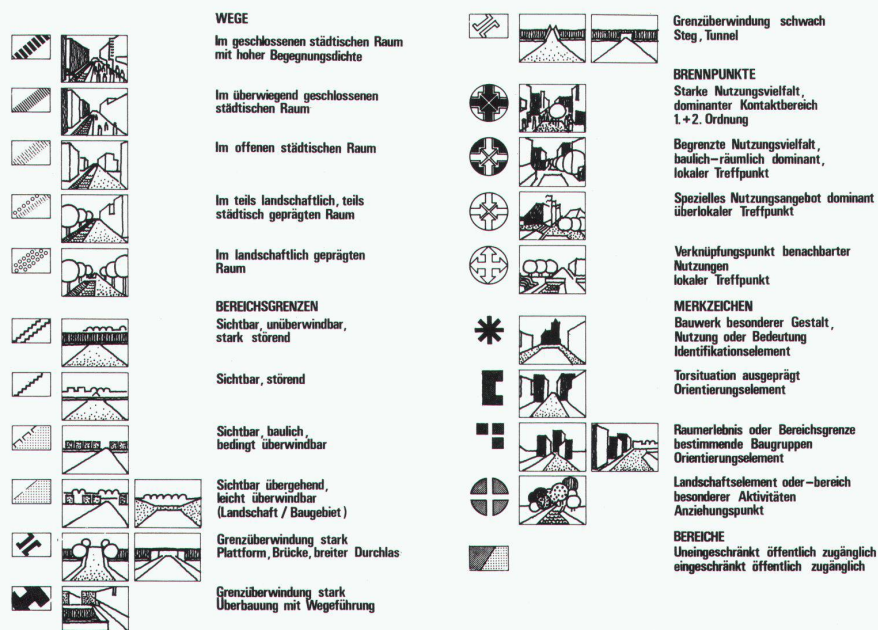 WEGE
Im geschlossenen städtischen Raum
mit hoher Begegnungsdichte
Im überwiegend geschlossenen
städtischen Raum
Im offenen städtischen Raum
Im teils landschaftlich, teils
städtisch geprägten Raum
Im landschaftlich geprägten
Raum
BEREICHSGRENZEN
Sichtbar, unüberwindbar,
stark störend
Sichtbar, störend
Sichtbar, baulich,
bedingt überwindbar
Sichtbar übergehend,
leicht überwindbar
(Landschaft / Baugebiet)
Grenzüberwindung stark
Plattform, Brücke, breiter Durchlas
Grenzüberwindung stark
Überbauung mit Wegeführung
Grenzüberwindung schwach
Steg, Tunnel
BRENNPUNKTE
Starke Nutzungsvielfalt,
dominanter Kontaktbereich
1.+2. Ordnung
Begrenzte Nutzungsvielfalt,
baulich-räumlich dominant,
lokaler Treffpunkt
Spezielles Nutzungsangebot dominant
überlokaler Treffpunkt
Verknüpfungspunkt benachbarter
Nutzungen
lokaler Treffpunkt
MERKZEICHEN
Bauwerk besonderer Gestalt,
Nutzung oder Bedeutung
Identifikationselement
Torsituation ausgeprägt
Orientierungselement
Raumerlebnis oder Bereichsgrenze
bestimmende Baugruppen
Orientierungselement
Landschaftselement oder-bereich
besonderer Aktivitäten
Anziehungspunkt
BEREICHE
Uneingeschränkt öffentlich zugänglich
eingeschränkt öffentlich zugänglich